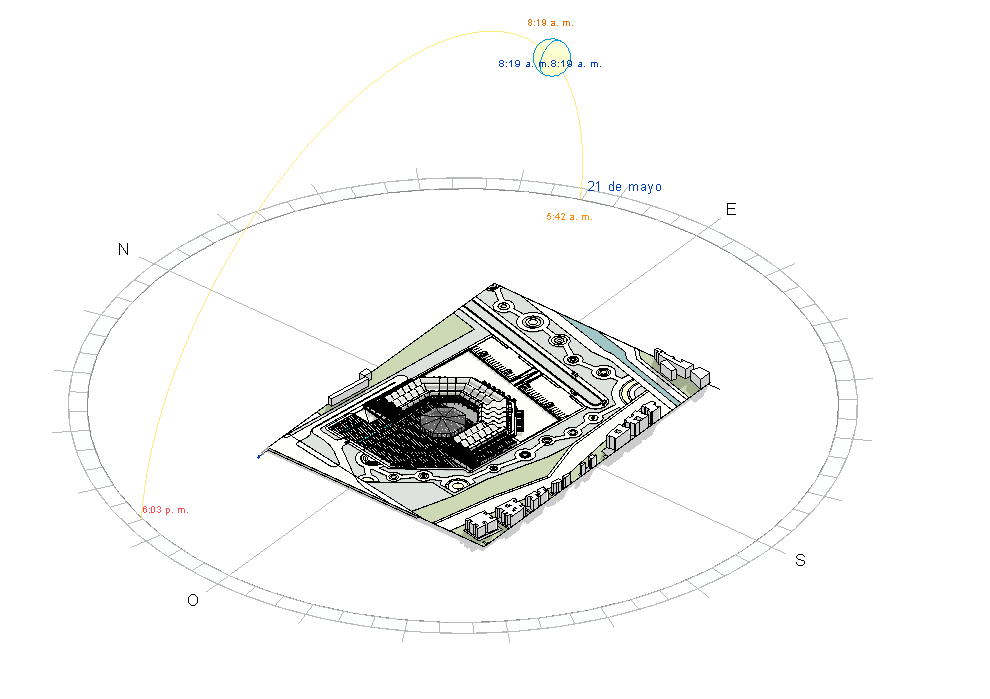 8:19 a. m.
8:19 a. m.8:19 a. m.
21 de mayo
E
5:42 a. m.
N
6:03 p. m.
S
O